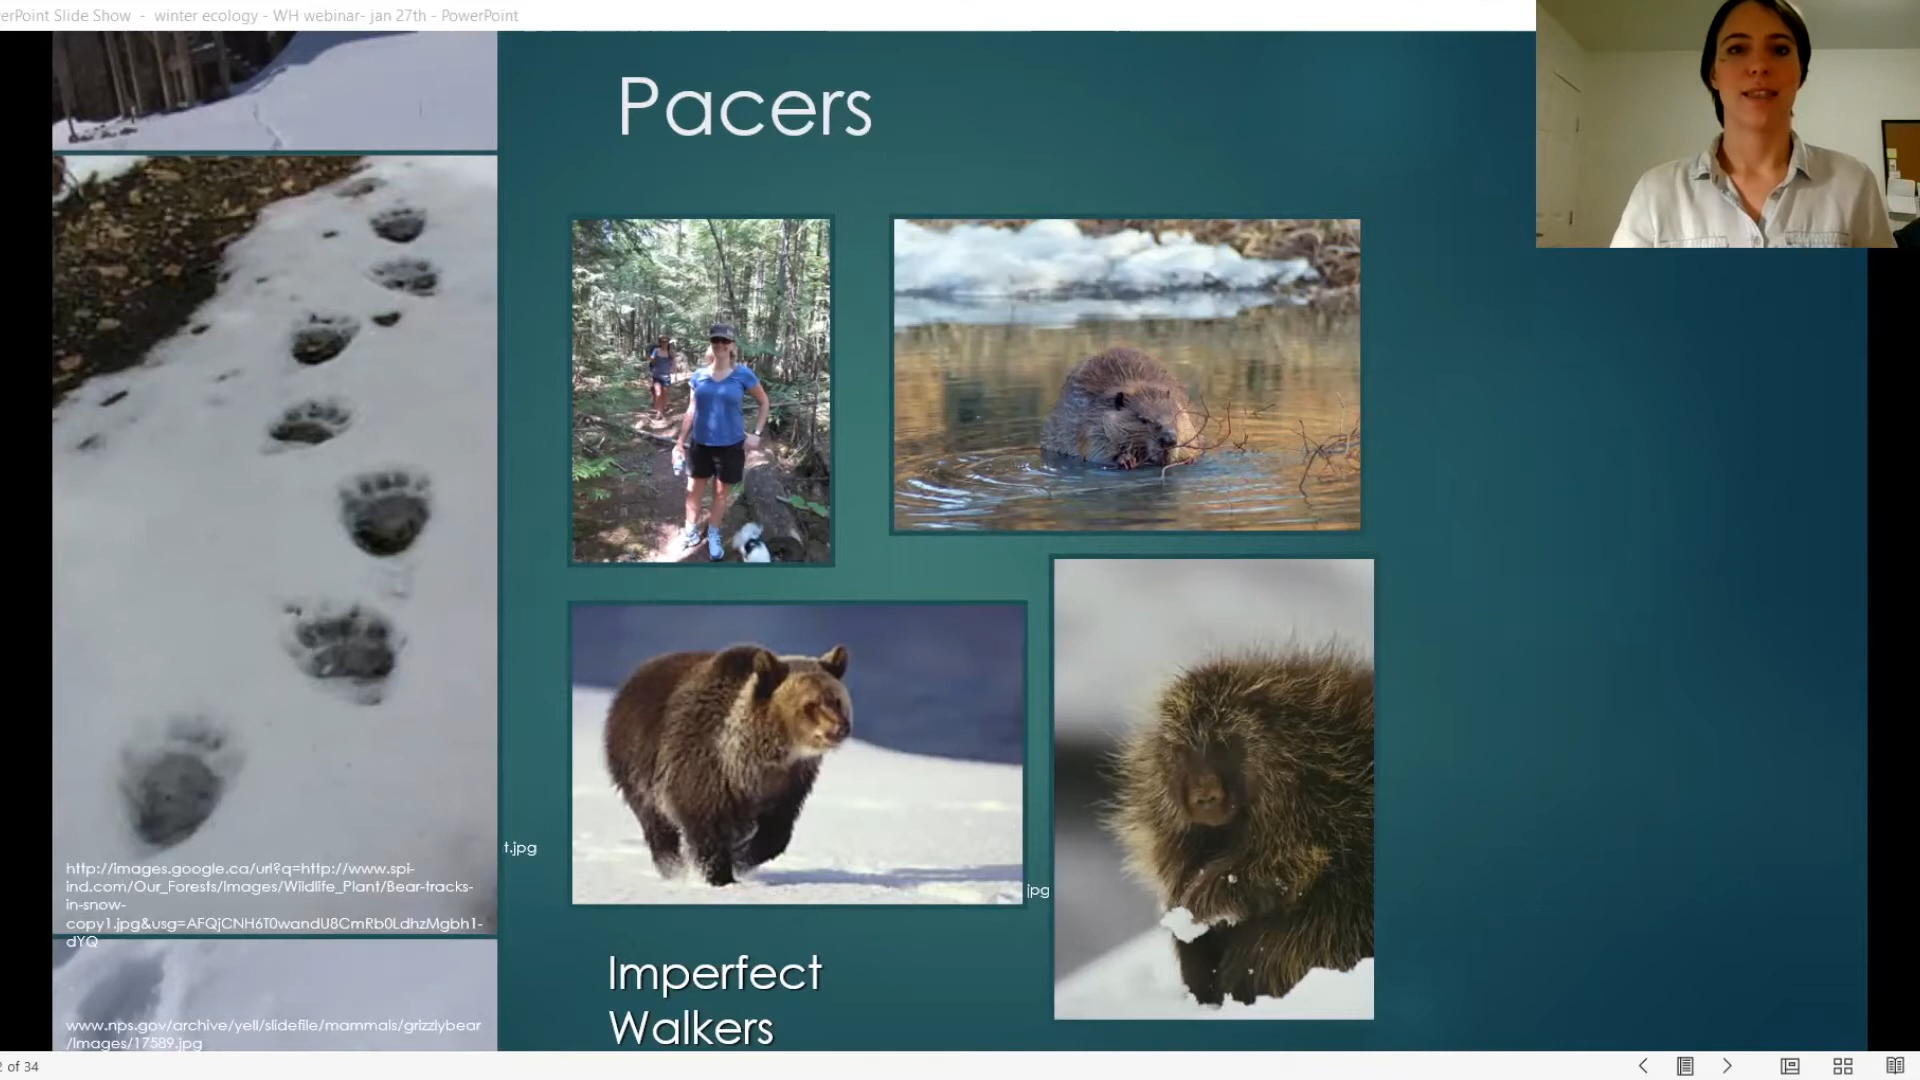 erPoint Slide Show - winter ecology - WH webinar- jan 27th - PowerPoint
Pacers
http://images.google.ca/url?q=http://www.spi-
ind.com/Our_Forests/images/Wildlife_Plant/Bear-tracks-
in-snow-
copy1.jpg&usg=AFQjCNH6T0wandU8CmRb0LdhzMgbh1-
dYQ
t.jpg
jpg
Imperfect
Walkers
www.nps.gov/archive/yell/slidefile/mammals/grizzlybear
/Images/17589.jpg
2 of 34